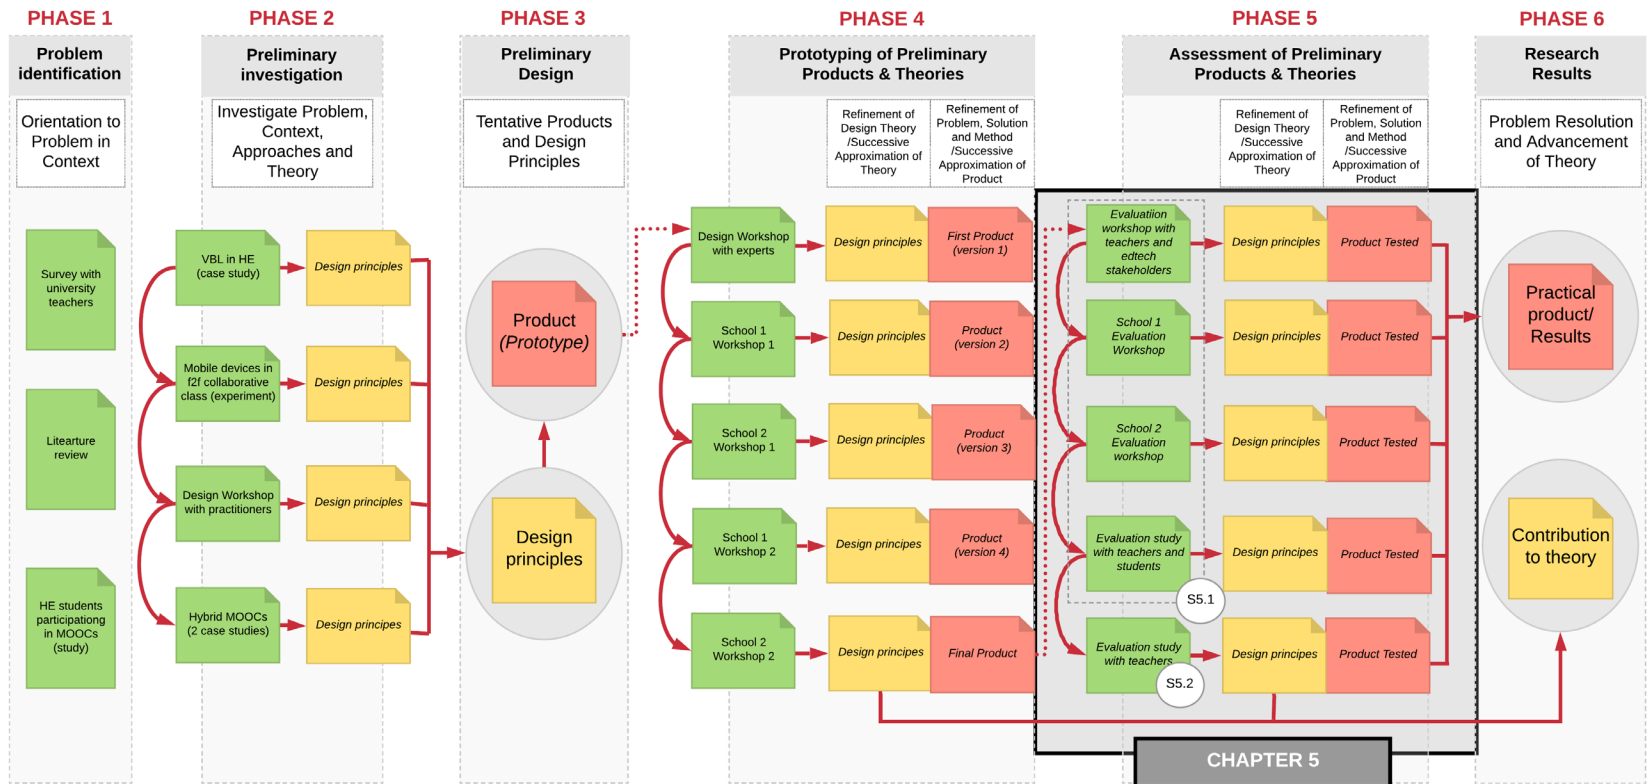 PHASE 1
Problem
identification
Orientation to
Problem in
Context
Survey with
university
teachers
Litearture
review
HE students
participationg
in MOOCs
(study)
PHASE 2
Preliminary
investigation
Investigate Problem,
Context,
Approaches and
Theory
VBL in HE
(case study)
Design principles
Mobile devices in
f2f collaborative
class (experiment)
Design principles
Design Workshop
with practitioners
Design principles
Hybrid MOOCs
(2 case studies)
Design principes
PHASE 3
Preliminary
Design
Tentative Products
and Design
Principles
Product
(Prototype)
Design
principles
PHASE 4
Prototyping of Preliminary
Products & Theories
Refinement of
Design Theory
/Successive
Approximation of
Theory
Refinement of
Problem, Solution
and Method
/Successive
Approximation of
Product
Design Workshop
with experts
Design principles
First Product
(version 1)
School 1
Workshop 1
Design principles
Product
(version 2)
School 2
Workshop 1
Design principles
Product
(version 3)
School 1
Workshop 2
Design principes
Product
(version 4)
School 2
Workshop 2
Design principes
Final Product
PHASE 5
Assessment of Preliminary
Products & Theories
Refinement of
Design Theory
/Successive
Approximation of
Theory
Refinement of
Problem, Solution
and Method
/Successive
Approximation of
Product
Evaluatiion
workshop with
teachers and
edtech
stakeholders
Design principles
Product Tested
School 1
Evaluation
Workshop
Design principles
Product Tested
School 2
Evaluation
workshop
Design principles
Product Tested
Evaluation study
with teachers and
students
Design principes
Product Tested
S5.1
Evaluation study
with teachers
Design principes
Product Tested
S5.2
CHAPTER 5
PHASE 6
Research
Results
Problem Resolution
and Advancement
of Theory
Practical
product/
Results
Contribution
to theory